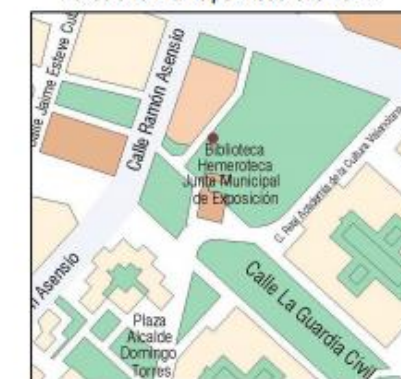 Calle Jaime Esteve Cub
Calle Ramón Asensio
Biblioteca
Hemeroteca
Junta Municipal
de Exposición
C. Real Academia de la Cultura Valenciana
n Asensio
Calle La Guardia Civil
Plaza
Alcalde
Domingo
Torres